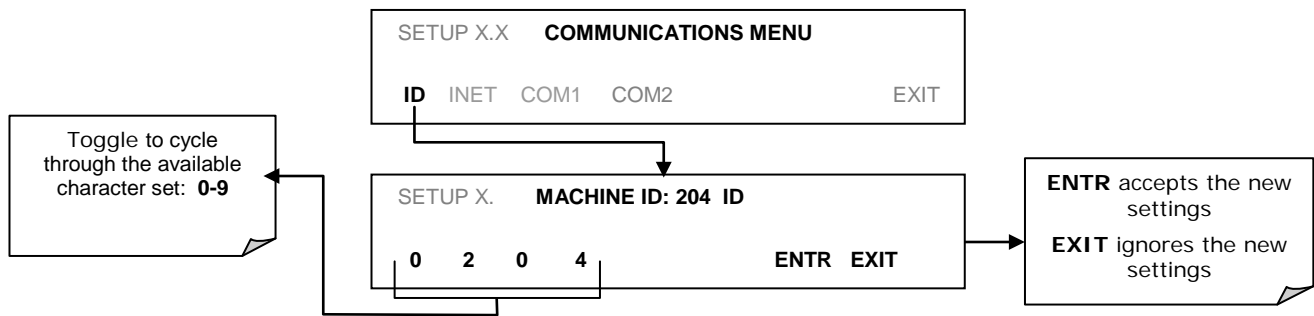 SETUP X.X COMMUNICATIONS MENU
ID INET COM1 COM2 EXIT
Toggle to cycle
through the available
character set: 0-9
SETUP X. MACHINE ID: 204 ID
0 2 0 4 ENTR EXIT
ENTR accepts the new
settings
EXIT ignores the new
settings